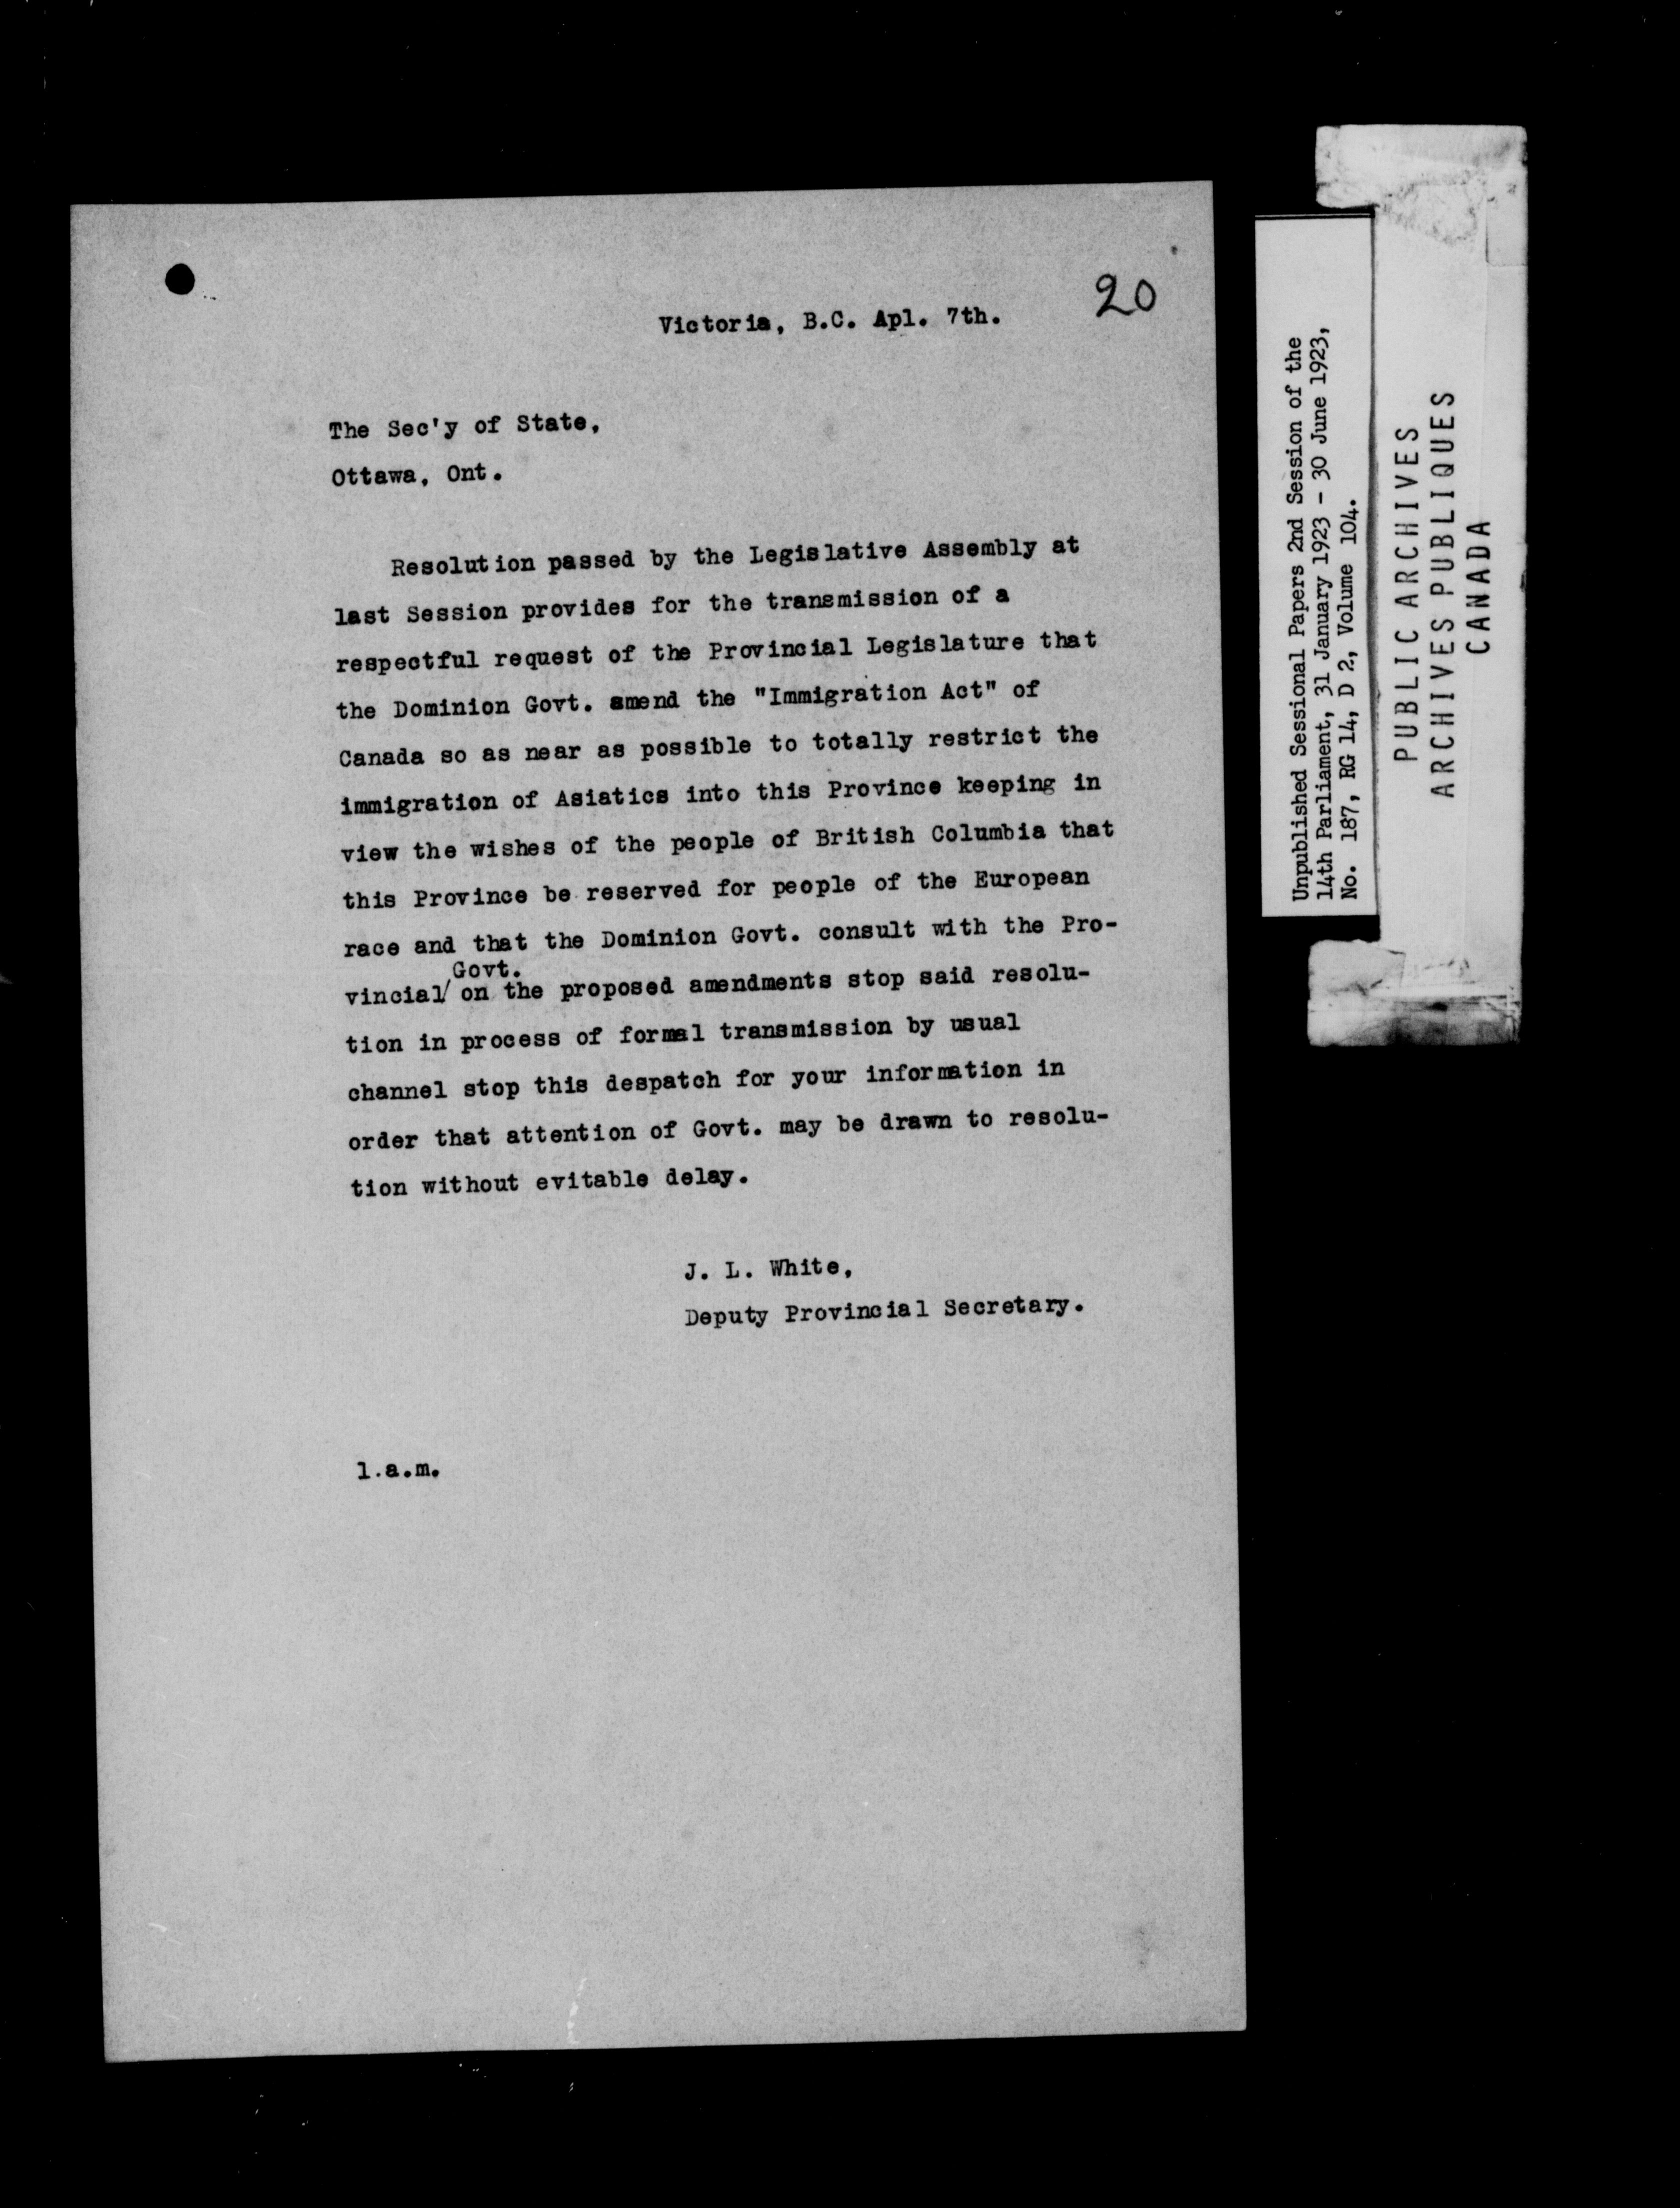 20
Victoria, B.C. Apl. 7th.
The Sec'y of State,
Ottawa, Ont.
Resolution passed by the Legislative Assembly at
last Session provides for the transmission of a
respectful request of the Provincial Legislature that
the Dominion Govt. amend the "Immigration Act" of
Canada so as near as possible to totally restrict the
immigration of Asiatics into this Province keeping in
view the wishes of the people of British Columbia that
this Province be reserved for people of the European
race and that the Dominion Govt. consult with the Pro-
Govt.
vincial/ on the proposed amendments stop said resolu-
tion in process of formal transmission by usual
channel stop this despatch for your information in
order that attention of Govt. may be drawn to resolu-
tion without evitable delay.
J. L. White,
Deputy Provincial Secretary.
1.a.m.
Unpublished Sessional Papers 2nd Session of the
14th Parliament, 31 January 1923 - 30 June 1923,
No. 187, RG 14, D 2, Volume 104.
PUBLIC ARCHIVES
ARCHIVES PUBLIQUES
CANADA